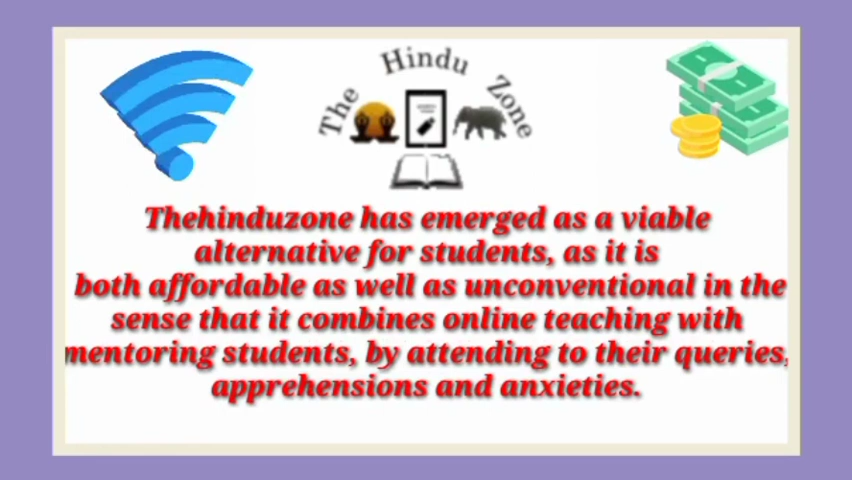 The Hindu Zone
Thehinduzone has emerged as a viable
alternative for students, as it is
both affordable as well as unconventional in the
sense that it combines online teaching with
mentoring students, by attending to their queries,
apprehensions and anxieties.